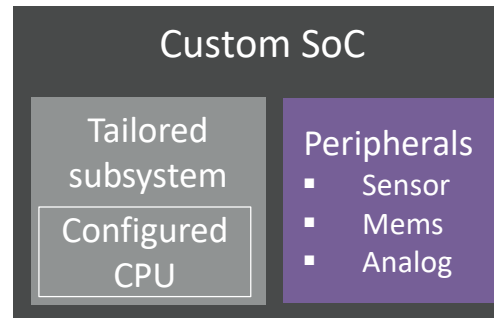 Custom SoC
Tailored
subsystem
Configured
CPU
Peripherals
▪ Sensor
▪ Mems
▪ Analog